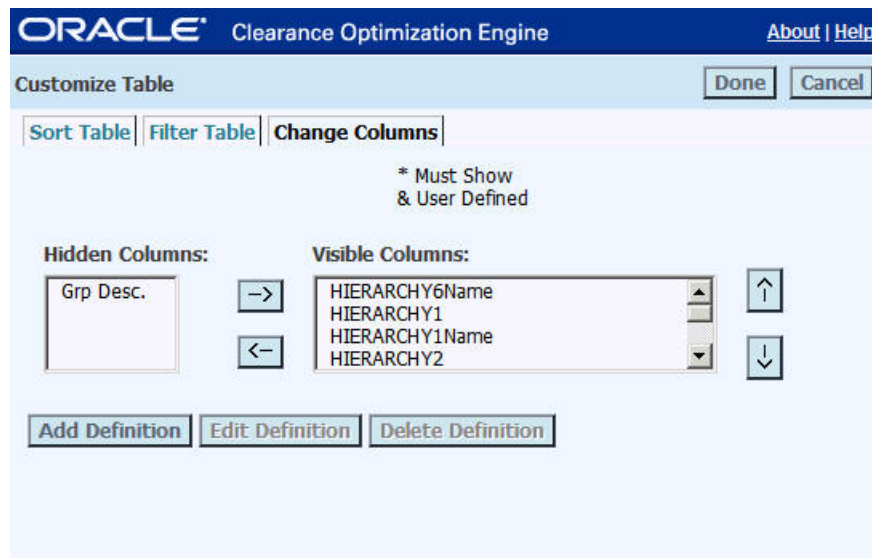 ORACLE Clearance Optimization Engine About | Help
Customize Table Done Cancel
Sort Table Filter Table Change Columns
* Must Show
& User Defined
Hidden Columns: Visible Columns:
Grp Desc. --> HIERARCHY6Name
HIERARCHY1
HIERARCHY1Name
<-- HIERARCHY2
Add Definition Edit Definition Delete Definition